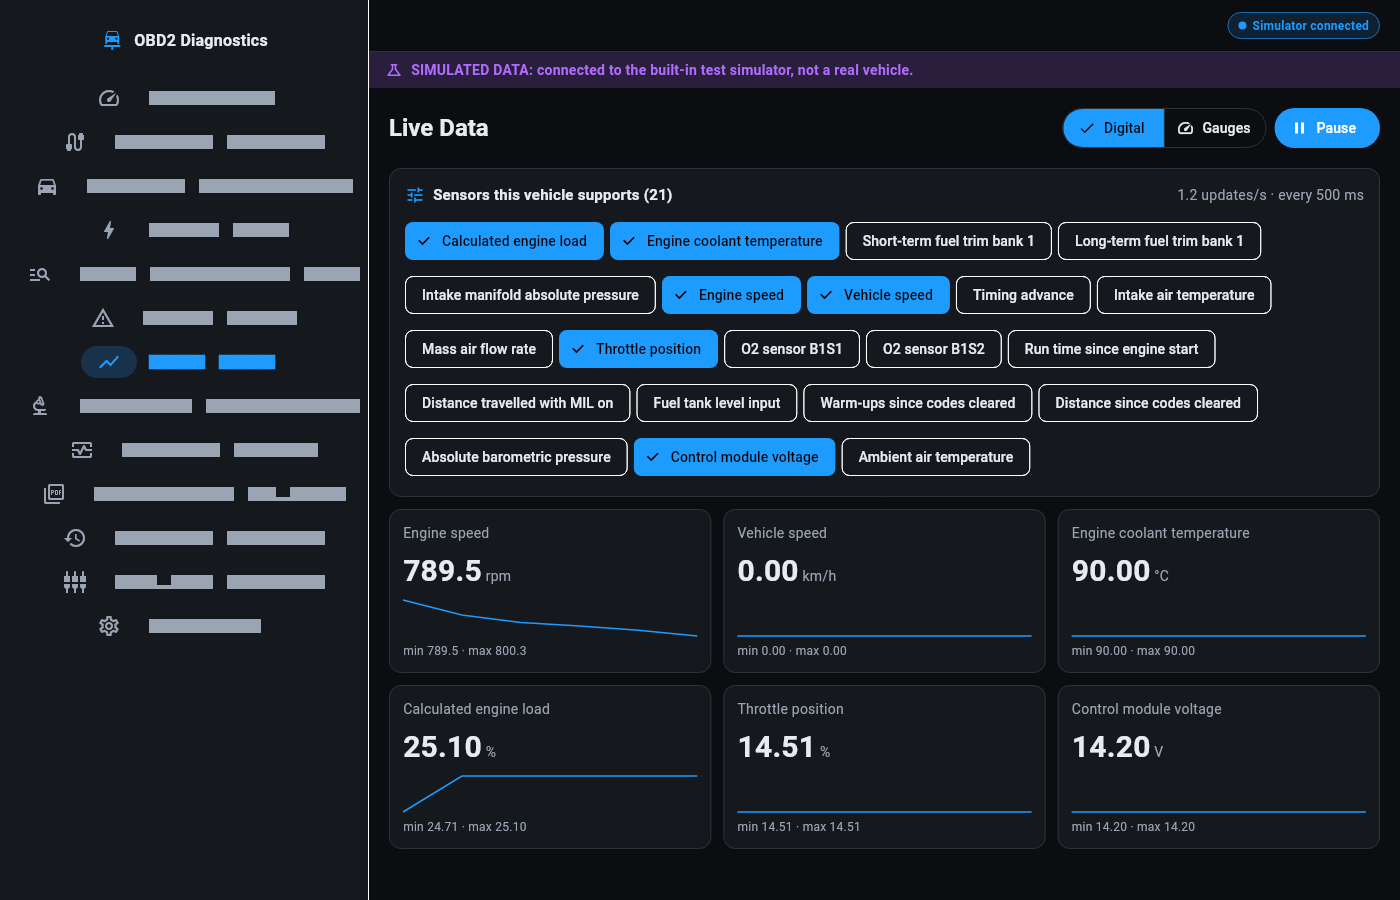 OBD2 Diagnostics
Simulator connected
SIMULATED DATA: connected to the built-in test simulator, not a real vehicle.
Live Data
Digital
Gauges
Pause
Sensors this vehicle supports (21)
1.2 updates/s · every 500 ms
Calculated engine load
Engine coolant temperature
Short-term fuel trim bank 1
Long-term fuel trim bank 1
Intake manifold absolute pressure
Engine speed
Vehicle speed
Timing advance
Intake air temperature
Mass air flow rate
Throttle position
O2 sensor B1S1
O2 sensor B1S2
Run time since engine start
Distance travelled with MIL on
Fuel tank level input
Warm-ups since codes cleared
Distance since codes cleared
Absolute barometric pressure
Control module voltage
Ambient air temperature
Engine speed
789.5 rpm
min 789.5 · max 800.3
Vehicle speed
0.00 km/h
min 0.00 · max 0.00
Engine coolant temperature
90.00 °C
min 90.00 · max 90.00
Calculated engine load
25.10 %
min 24.71 · max 25.10
Throttle position
14.51 %
min 14.51 · max 14.51
Control module voltage
14.20 V
min 14.20 · max 14.20
PDF